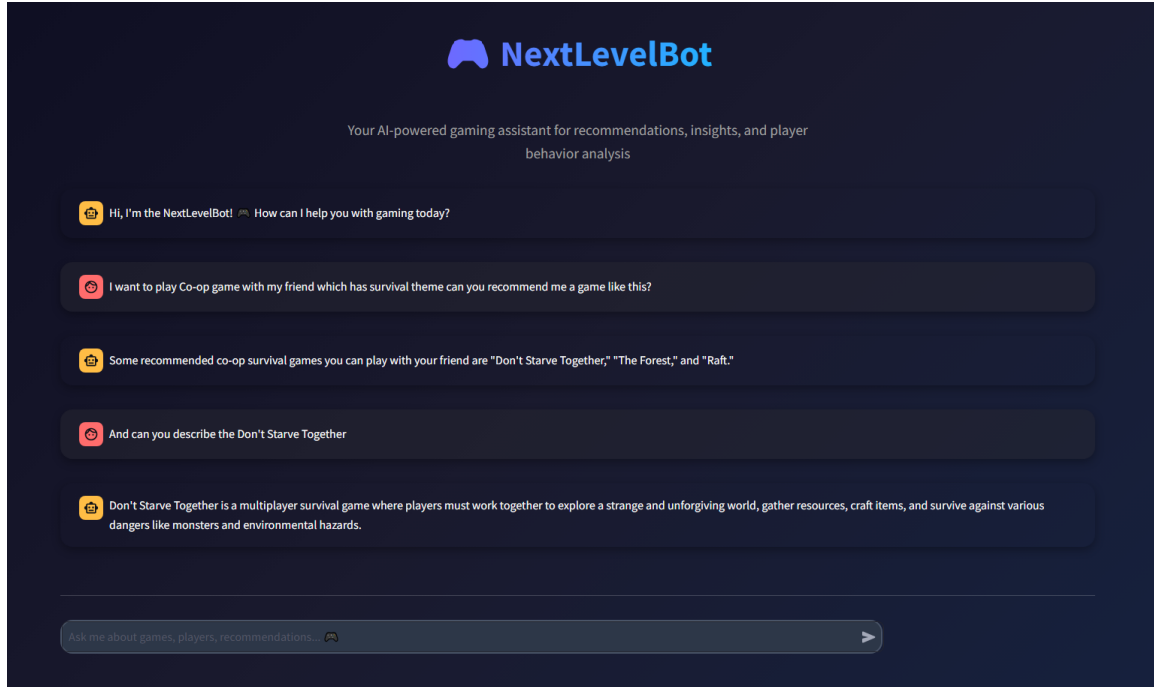 NextLevelBot
Your AI-powered gaming assistant for recommendations, insights, and player
behavior analysis
Hi, I'm the NextLevelBot! 🎮 How can I help you with gaming today?
I want to play Co-op game with my friend which has survival theme can you recommend me a game like this?
Some recommended co-op survival games you can play with your friend are "Don't Starve Together," "The Forest," and "Raft."
And can you describe the Don't Starve Together
Don't Starve Together is a multiplayer survival game where players must work together to explore a strange and unforgiving world, gather resources, craft items, and survive against various
dangers like monsters and environmental hazards.
Ask me about games, players, recommendations... 🎮